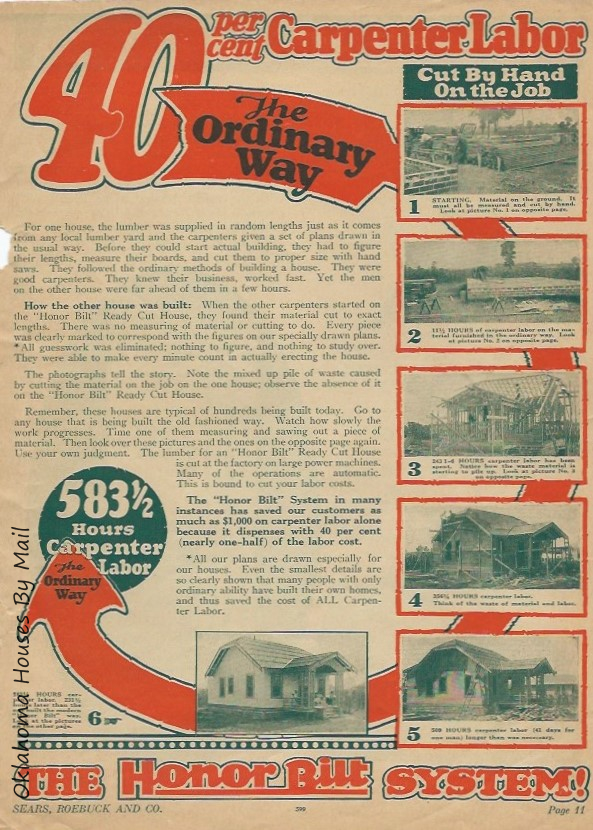 40 per cent Carpenter Labor
The
Ordinary
Way
Cut By Hand
On the Job
1 STARTING. Material on the ground. It
must all be measured and cut by hand.
Look at picture No. 1 on opposite page.
For one house, the lumber was supplied in random lengths just as it comes
from any local lumber yard and the carpenters given a set of plans drawn in
the usual way. Before they could start actual building, they had to figure
their lengths, measure their boards, and cut them to proper size with hand
saws. They followed the ordinary methods of building a house. They were
good carpenters. They knew their business, worked fast. Yet the men
on the other house were far ahead of them in a few hours.
How the other house was built: When the other carpenters started on
the "Honor Bilt" Ready Cut House, they found their material cut to exact
lengths. There was no measuring of material or cutting to do. Every piece
was clearly marked to correspond with the figures on our specially drawn plans.
*All guesswork was eliminated; nothing to figure, and nothing to study over.
They were able to make every minute count in actually erecting the house.
The photographs tell the story. Note the mixed up pile of waste caused
by cutting the material on the job on the one house; observe the absence of it
on the "Honor Bilt" Ready Cut House.
Remember, these houses are typical of hundreds being built today. Go to
any house that is being built the old fashioned way. Watch how slowly the
work progresses. Time one of them measuring and sawing out a piece of
material. Then look over these pictures and the ones on the opposite page again.
Use your own judgment. The lumber for an "Honor Bilt" Ready Cut House
is cut at the factory on large power machines.
Many of the operations are automatic.
This is bound to cut your labor costs.
The "Honor Bilt" System in many
instances has saved our customers as
much as $1,000 on carpenter labor alone
because it dispenses with 40 per cent
(nearly one-half) of the labor cost.
*All our plans are drawn especially for
our houses. Even the smallest details are
so clearly shown that many people with only
ordinary ability have built their own homes,
and thus saved the cost of ALL Carpen-
ter Labor.
2 HOURS of carpenter labor on the ma-
terial furnished in the ordinary way. Look
at picture No. 2 on opposite page.
3 HOURS carpenter labor has been
spent. Notice how the waste material is
starting to pile up. Look at picture No. 3
on opposite page.
4 HOURS carpenter labor.
Think of the waste of material and labor.
5 HOURS carpenter labor
one man) longer than was necessary.
583½
Hours
Carpenter
Labor
The
Ordinary
Way
HOURS car-
penter labor.
later than the
built the modern
"Honor Bilt" way.
at the pictures
other page.
6
THE Honor Bilt SYSTEM!
SEARS, ROEBUCK AND CO.
Page 11
Oklahoma Houses By Mail